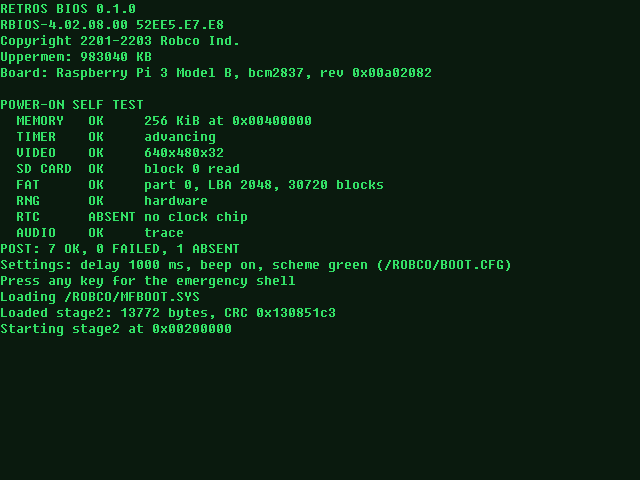 RETROS BIOS 0.1.0
RBIOS-4.02.08.00 52EE5.E7.E8
Copyright 2201-2203 Robco Ind.
Uppermem: 983040 KB
Board: Raspberry Pi 3 Model B, bcm2837, rev 0x00a02082
POWER-ON SELF TEST
MEMORY   OK     256 KiB at 0x00400000
TIMER    OK     advancing
VIDEO    OK     640x480x32
SD CARD  OK     block 0 read
FAT      OK     part 0, LBA 2048, 30720 blocks
RNG      OK     hardware
RTC      ABSENT no clock chip
AUDIO    OK     trace
POST: 7 OK, 0 FAILED, 1 ABSENT
Settings: delay 1000 ms, beep on, scheme green (/ROBCO/BOOT.CFG)
Press any key for the emergency shell
Loading /ROBCO/MFBOOT.SYS
Loaded stage2: 13772 bytes, CRC 0x130851c3
Starting stage2 at 0x00200000